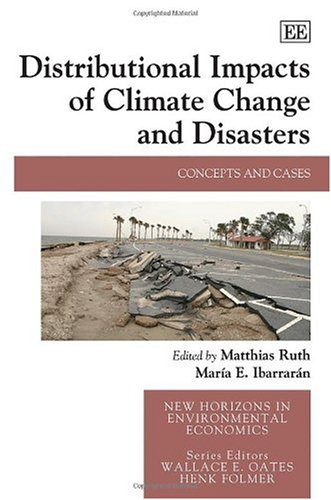 EE
Distributional Impacts
of Climate Change
and Disasters
CONCEPTS AND CASES
Edited by Matthias Ruth
María E. Ibarrarán
NEW HORIZONS IN
ENVIRONMENTAL
ECONOMICS
Series Editors
WALLACE E. OATES
HENK FOLMER